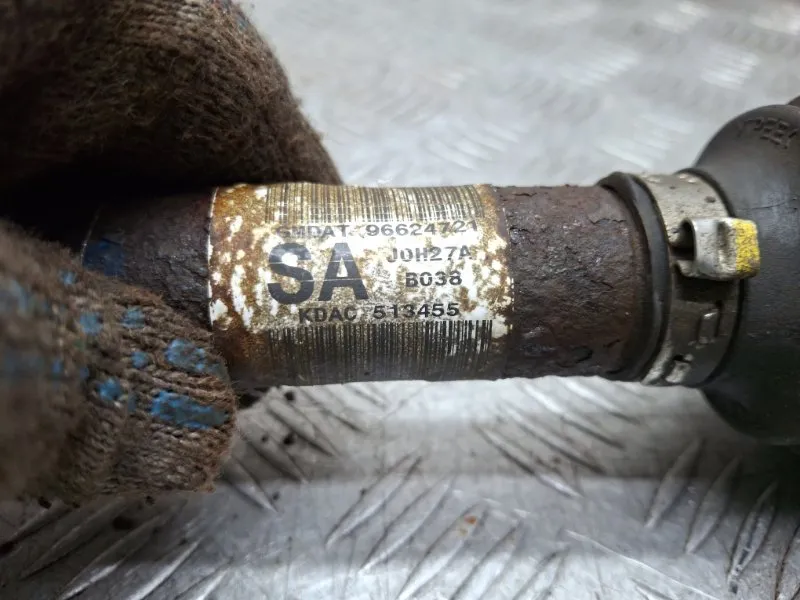 GMDAT 96624721
SA
J0H27A
B038
KDAC 513455